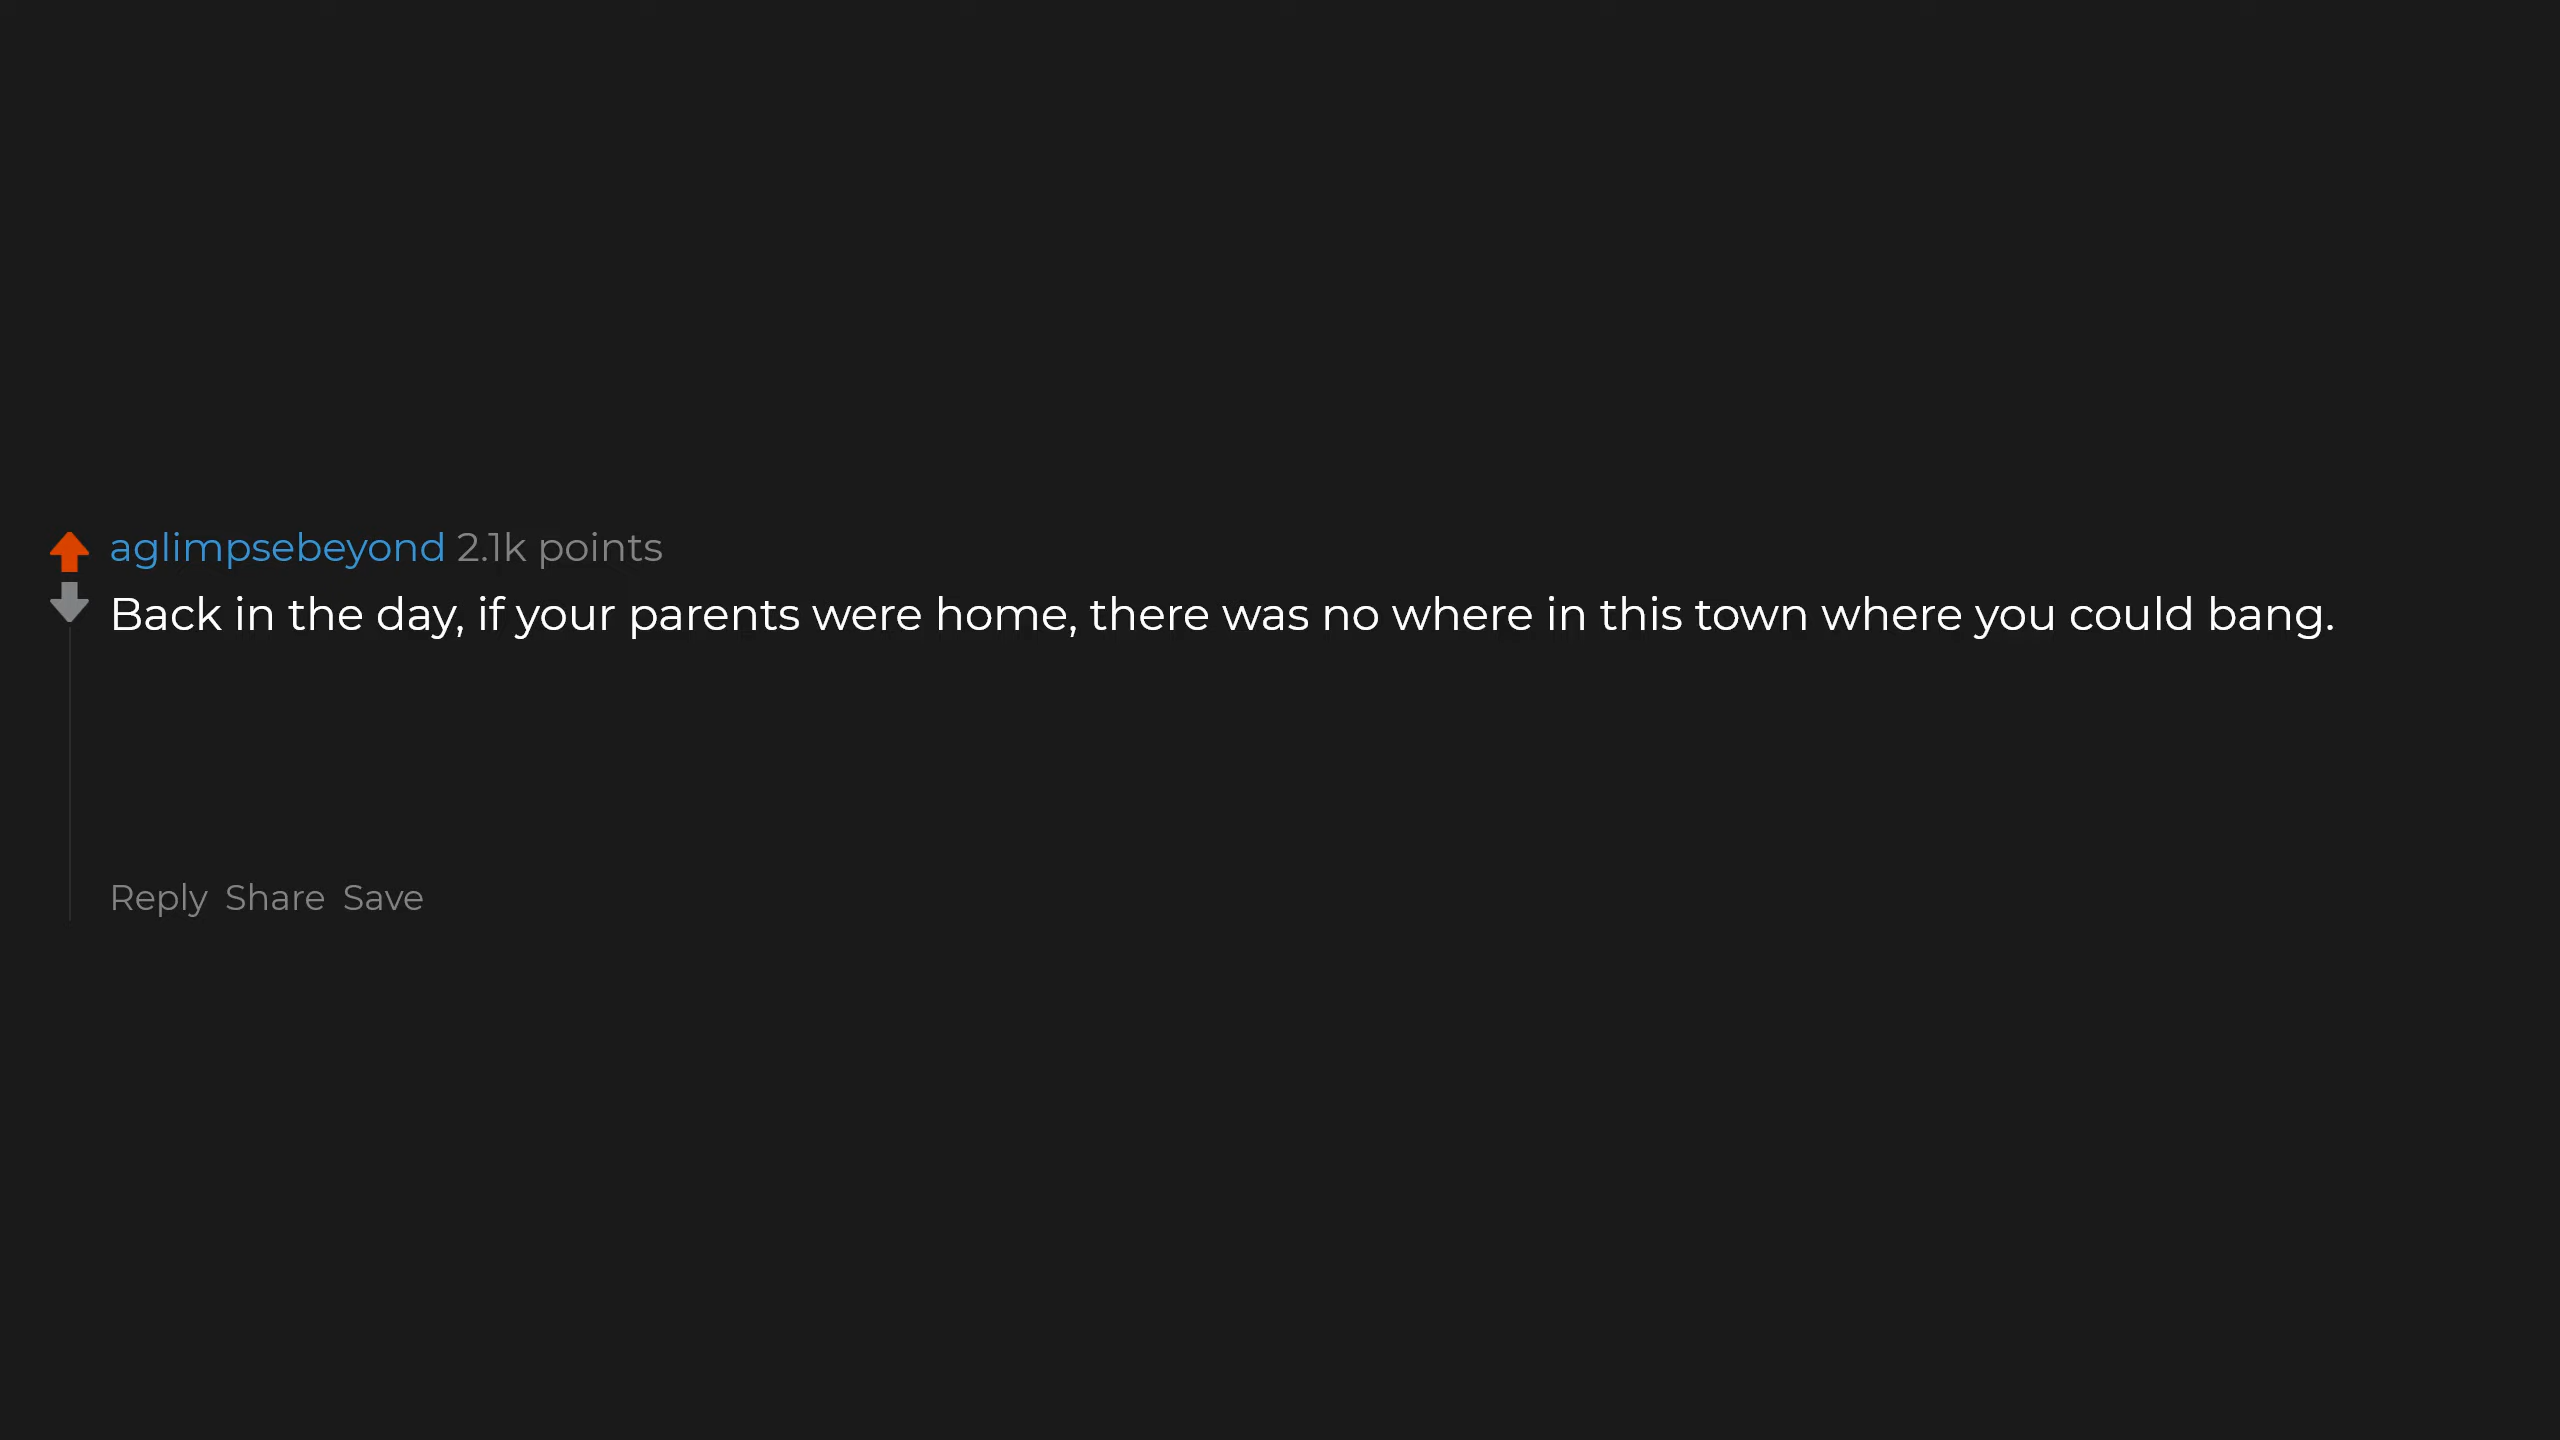 aglimpsebeyond 2.1k points
Back in the day, if your parents were home, there was no where in this town where you could bang.
Reply Share Save